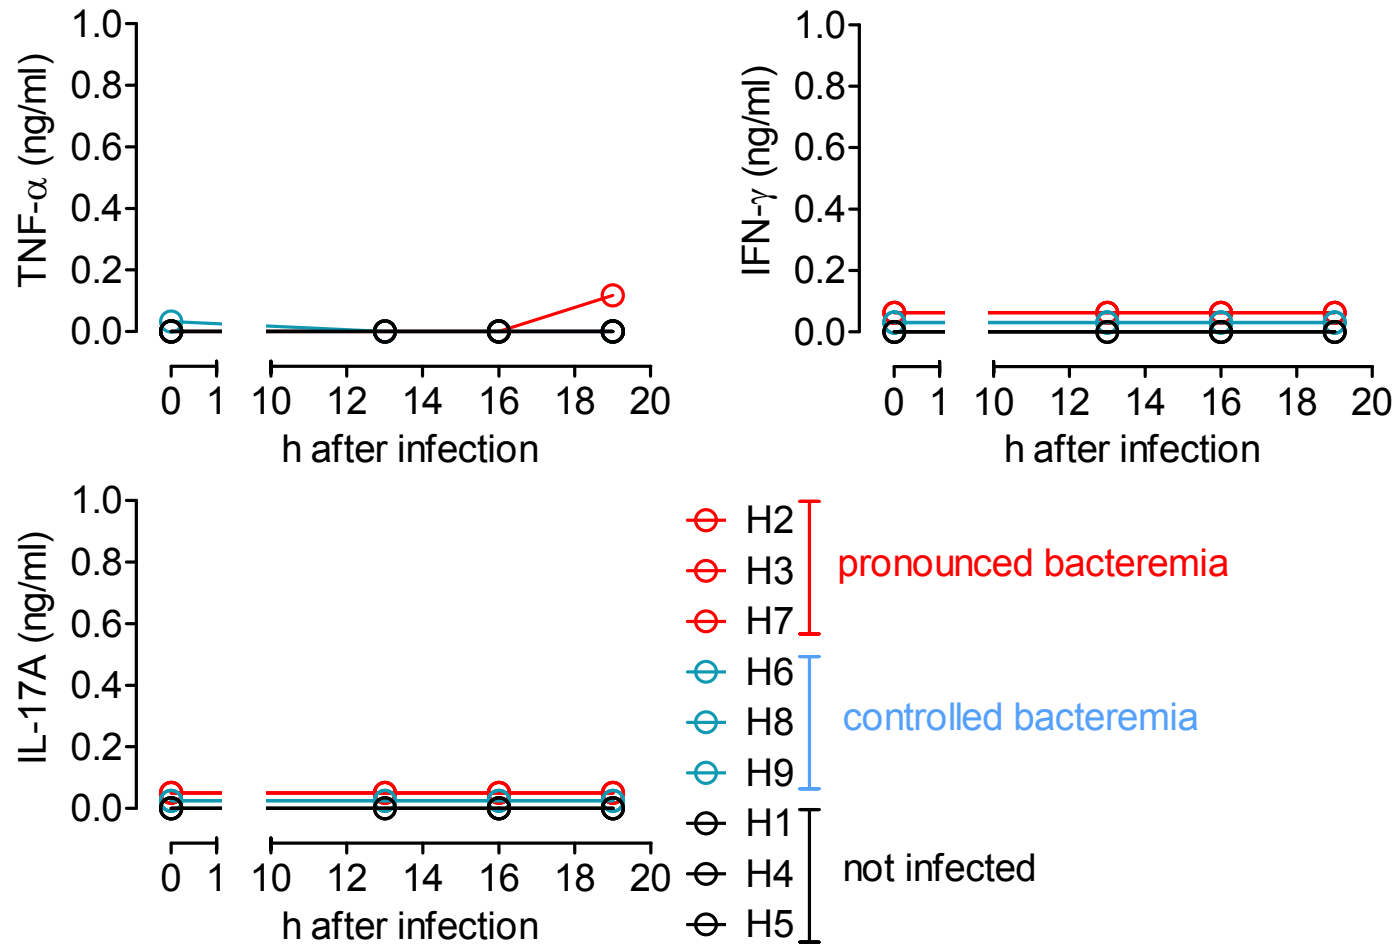 TNF-α (ng/ml)
1.0
0.8
0.6
0.4
0.2
0.0
0 1 10 12 14 16 18 20
h after infection
IFN-γ (ng/ml)
1.0
0.8
0.6
0.4
0.2
0.0
0 1 10 12 14 16 18 20
h after infection
IL-17A (ng/ml)
1.0
0.8
0.6
0.4
0.2
0.0
0 1 10 12 14 16 18 20
h after infection
H2
H3
H7
pronounced bacteremia
H6
H8
H9
controlled bacteremia
H1
H4
H5
not infected